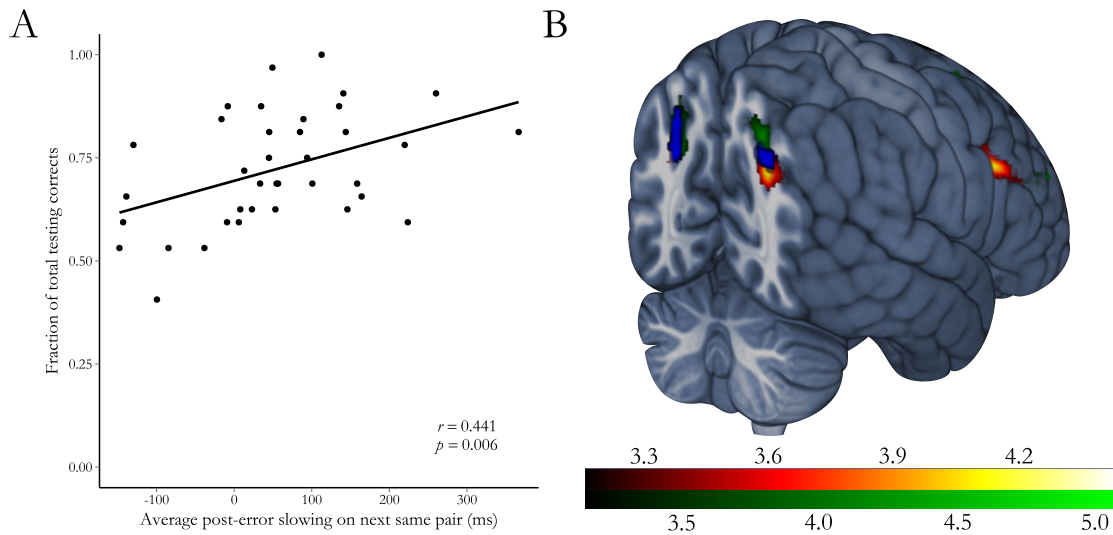 A
B
Fraction of total testing corrects
1.00
0.75
0.50
0.25
0.00
r = 0.441
p = 0.006
-100 0 100 200 300
Average post-error slowing on next same pair (ms)
3.3 3.6 3.9 4.2
3.5 4.0 4.5 5.0